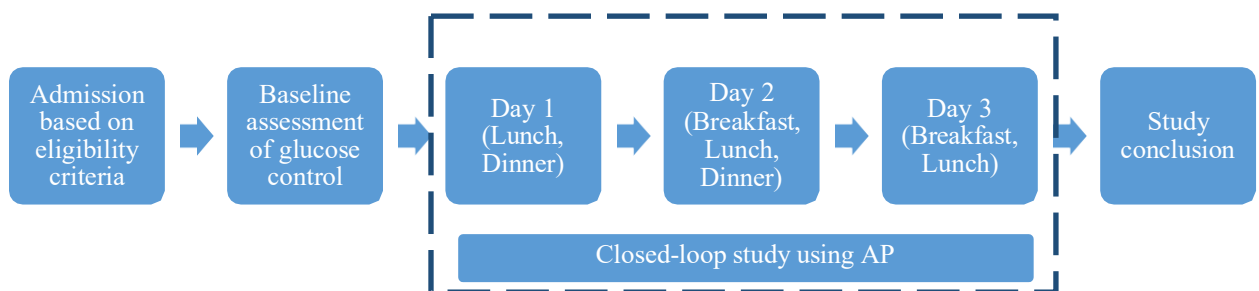 Admission
based on
eligibility
criteria
Baseline
assessment
of glucose
control
Day 1
(Lunch,
Dinner)
Day 2
(Breakfast,
Lunch,
Dinner)
Day 3
(Breakfast,
Lunch)
Study
conclusion
Closed-loop study using AP